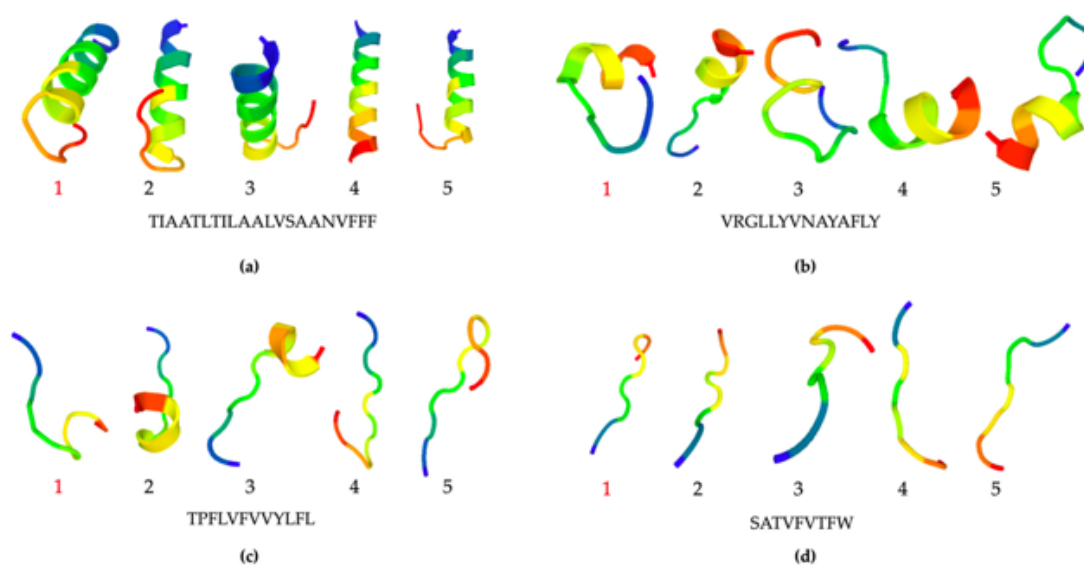 1 2 3 4 5
TIAATLTILAALVSAANVFFF
(a)
1 2 3 4 5
VRGLLYVNAYAFLY
(b)
1 2 3 4 5
TPFLVFVVYLFL
(c)
1 2 3 4 5
SATVFVTFW
(d)